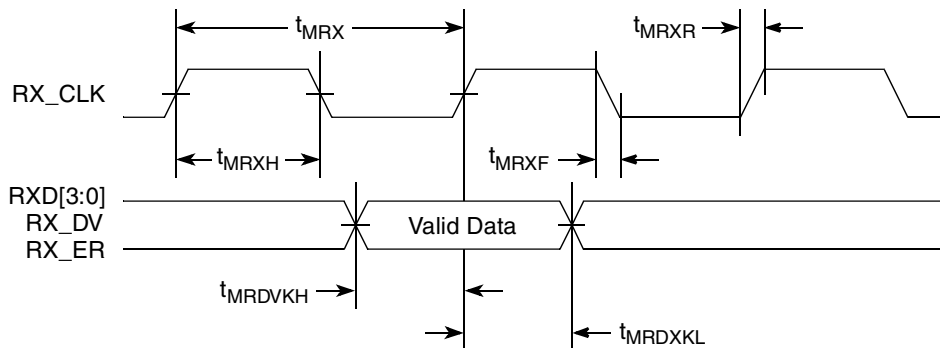 tMRX
tMRXR
RX_CLK
tMRXH
tMRXF
RXD[3:0]
RX_DV
RX_ER
Valid Data
tMRDVKH
tMRDXKL